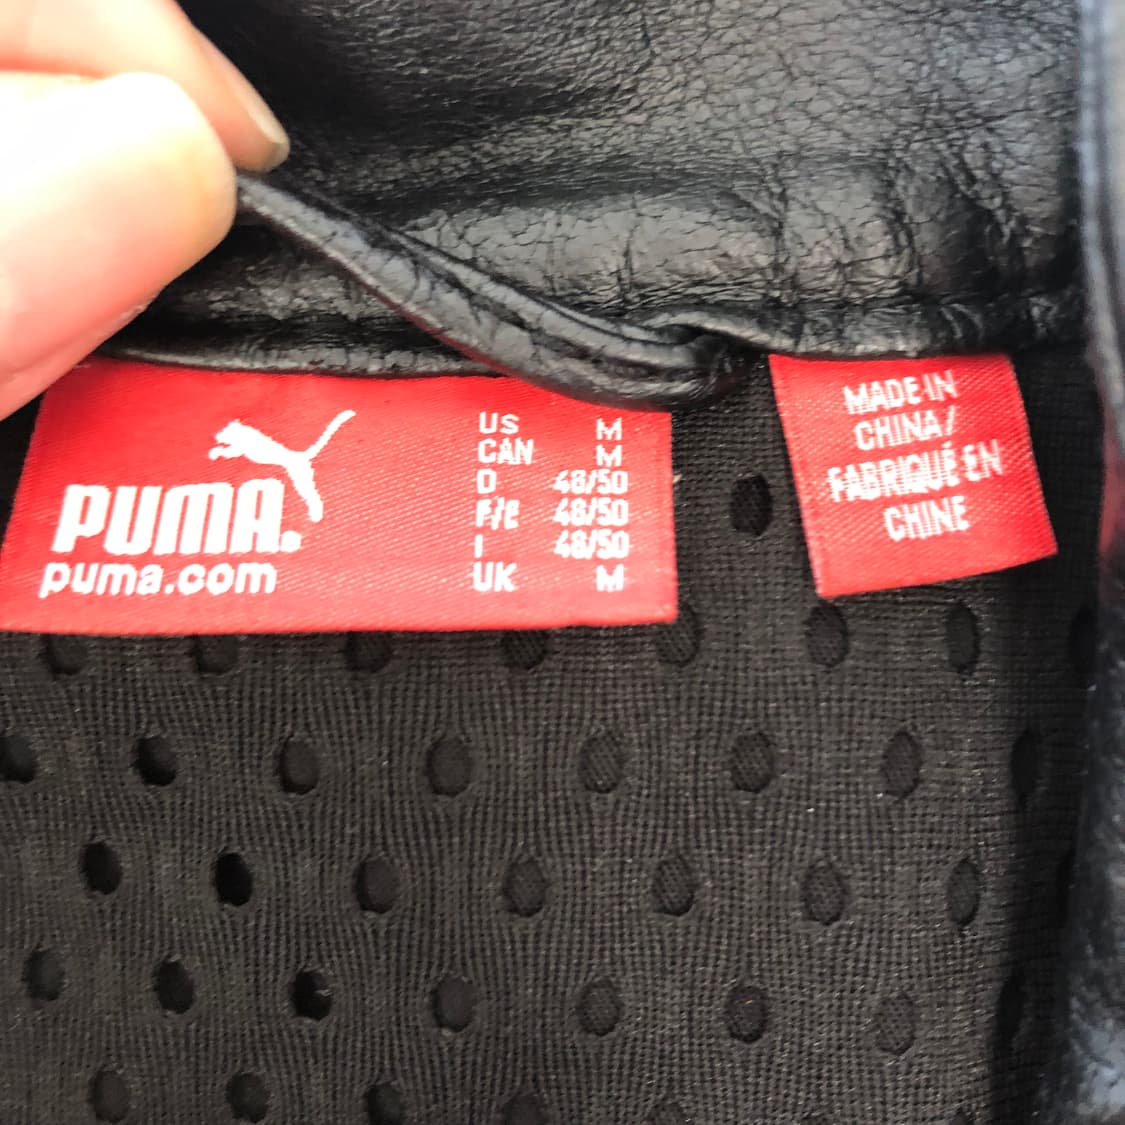 PUMA.
puma.com
US M
CAN M
D 48/50
F/E 48/50
I 48/50
UK M
MADE IN
CHINA/
FABRIQUÉ EN
CHINE